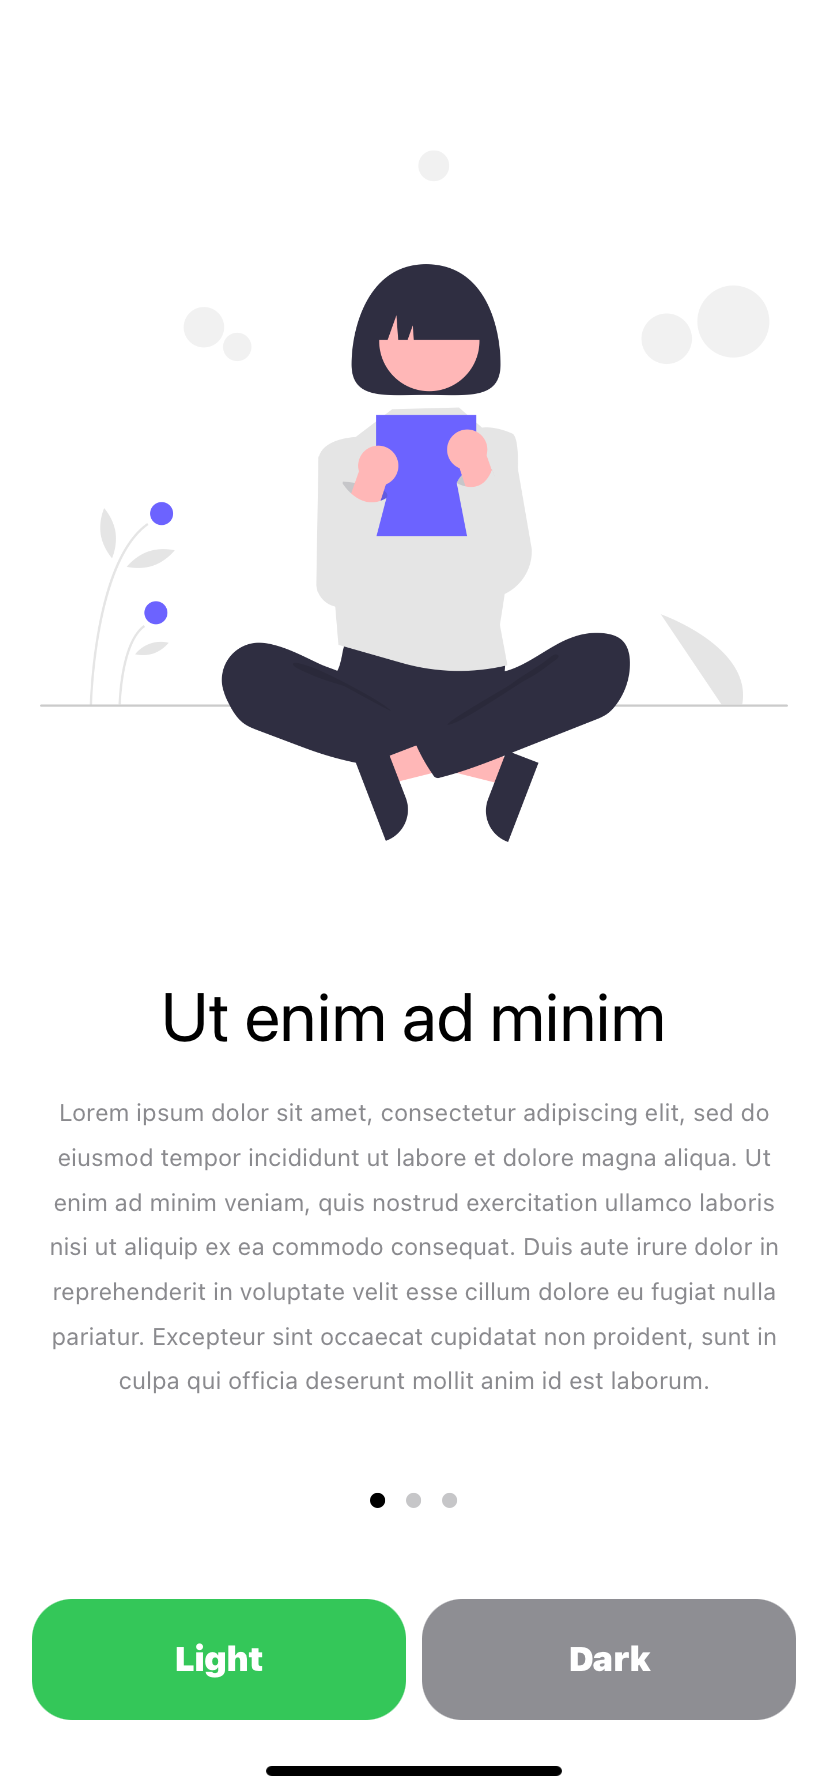 Ut enim ad minim
Lorem ipsum dolor sit amet, consectetur adipiscing elit, sed do
eiusmod tempor incididunt ut labore et dolore magna aliqua. Ut
enim ad minim veniam, quis nostrud exercitation ullamco laboris
nisi ut aliquip ex ea commodo consequat. Duis aute irure dolor in
reprehenderit in voluptate velit esse cillum dolore eu fugiat nulla
pariatur. Excepteur sint occaecat cupidatat non proident, sunt in
culpa qui officia deserunt mollit anim id est laborum.
Light
Dark